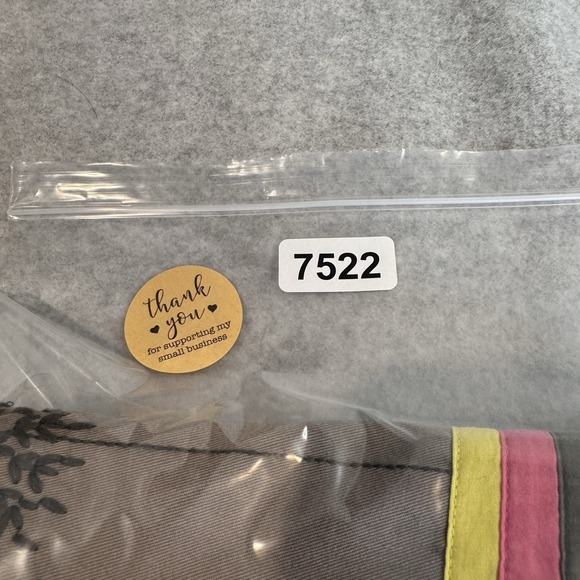 7522
thank
you
for supporting my
small business